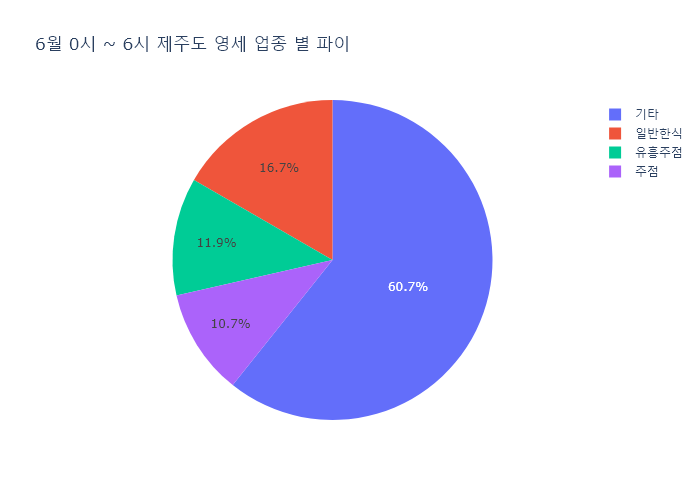 6월 0시 ~ 6시 제주도 영세 업종 별 파이
기타
일반한식
유흥주점
주점
16.7%
11.9%
60.7%
10.7%